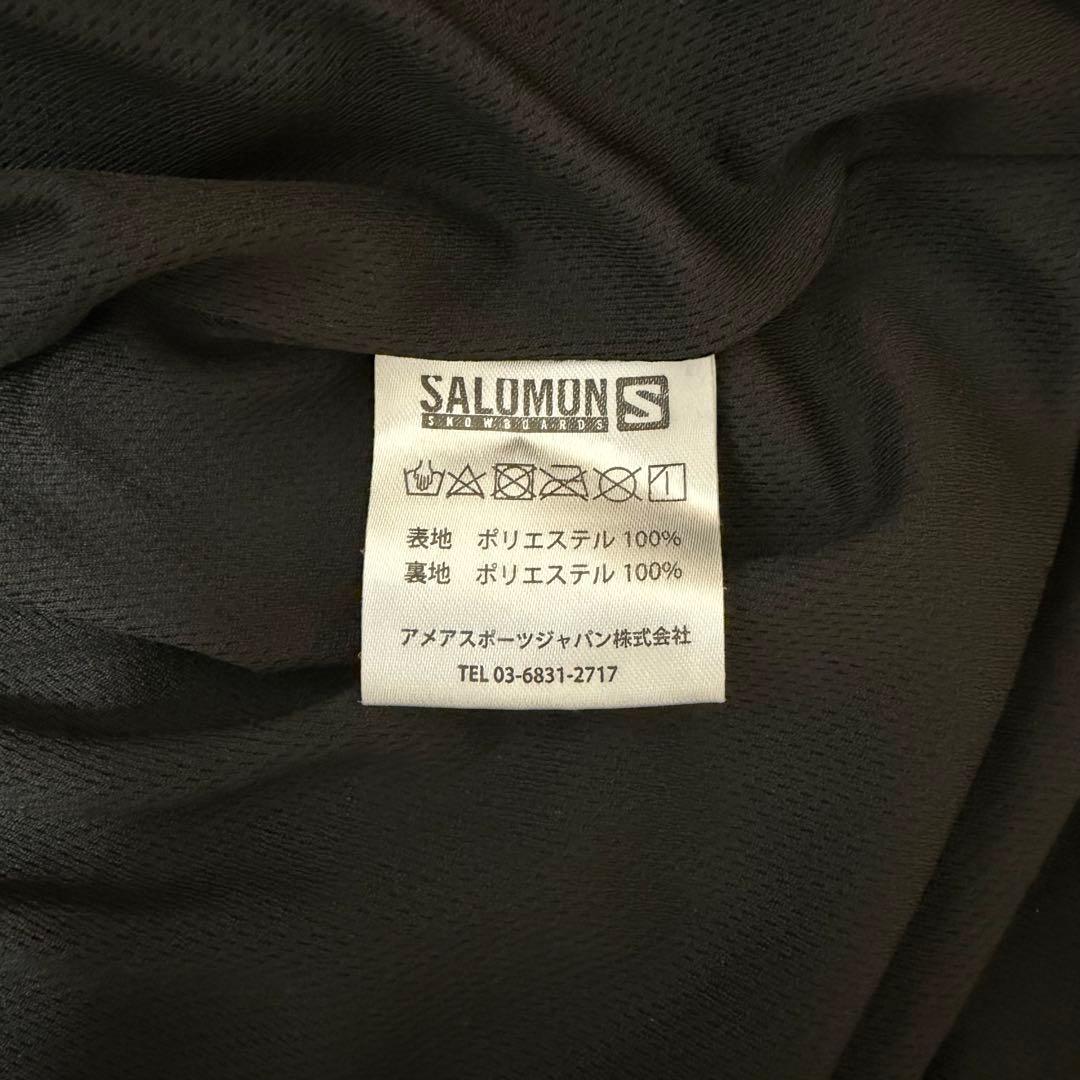 SALOMON S
SNOWBOARDS
表地 ポリエステル 100%
裏地 ポリエステル 100%
アメアスポーツジャパン株式会社
TEL 03-6831-2717